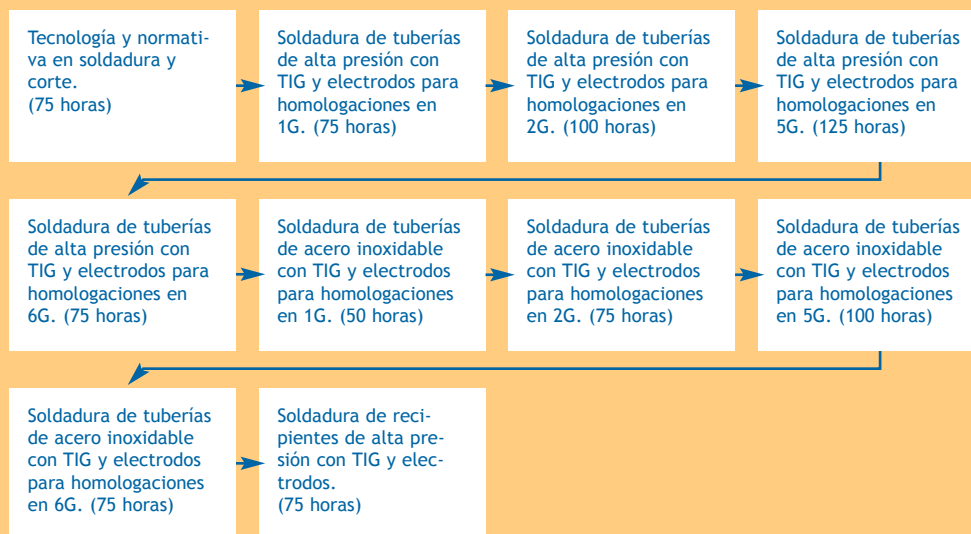 Tecnología y normati-
va en soldadura y
corte.
(75 horas)
Soldadura de tuberías
de alta presión con
TIG y electrodos para
homologaciones en
1G. (75 horas)
Soldadura de tuberías
de alta presión con
TIG y electrodos para
homologaciones en
2G. (100 horas)
Soldadura de tuberías
de alta presión con
TIG y electrodos para
homologaciones en
5G. (125 horas)
Soldadura de tuberías
de alta presión con
TIG y electrodos para
homologaciones en
6G. (75 horas)
Soldadura de tuberías
de acero inoxidable
con TIG y electrodos
para homologaciones
en 1G. (50 horas)
Soldadura de tuberías
de acero inoxidable
con TIG y electrodos
para homologaciones
en 2G. (75 horas)
Soldadura de tuberías
de acero inoxidable
con TIG y electrodos
para homologaciones
en 5G. (100 horas)
Soldadura de tuberías
de acero inoxidable
con TIG y electrodos
para homologaciones
en 6G. (75 horas)
Soldadura de reci-
pientes de alta pre-
sión con TIG y elec-
trodos.
(75 horas)